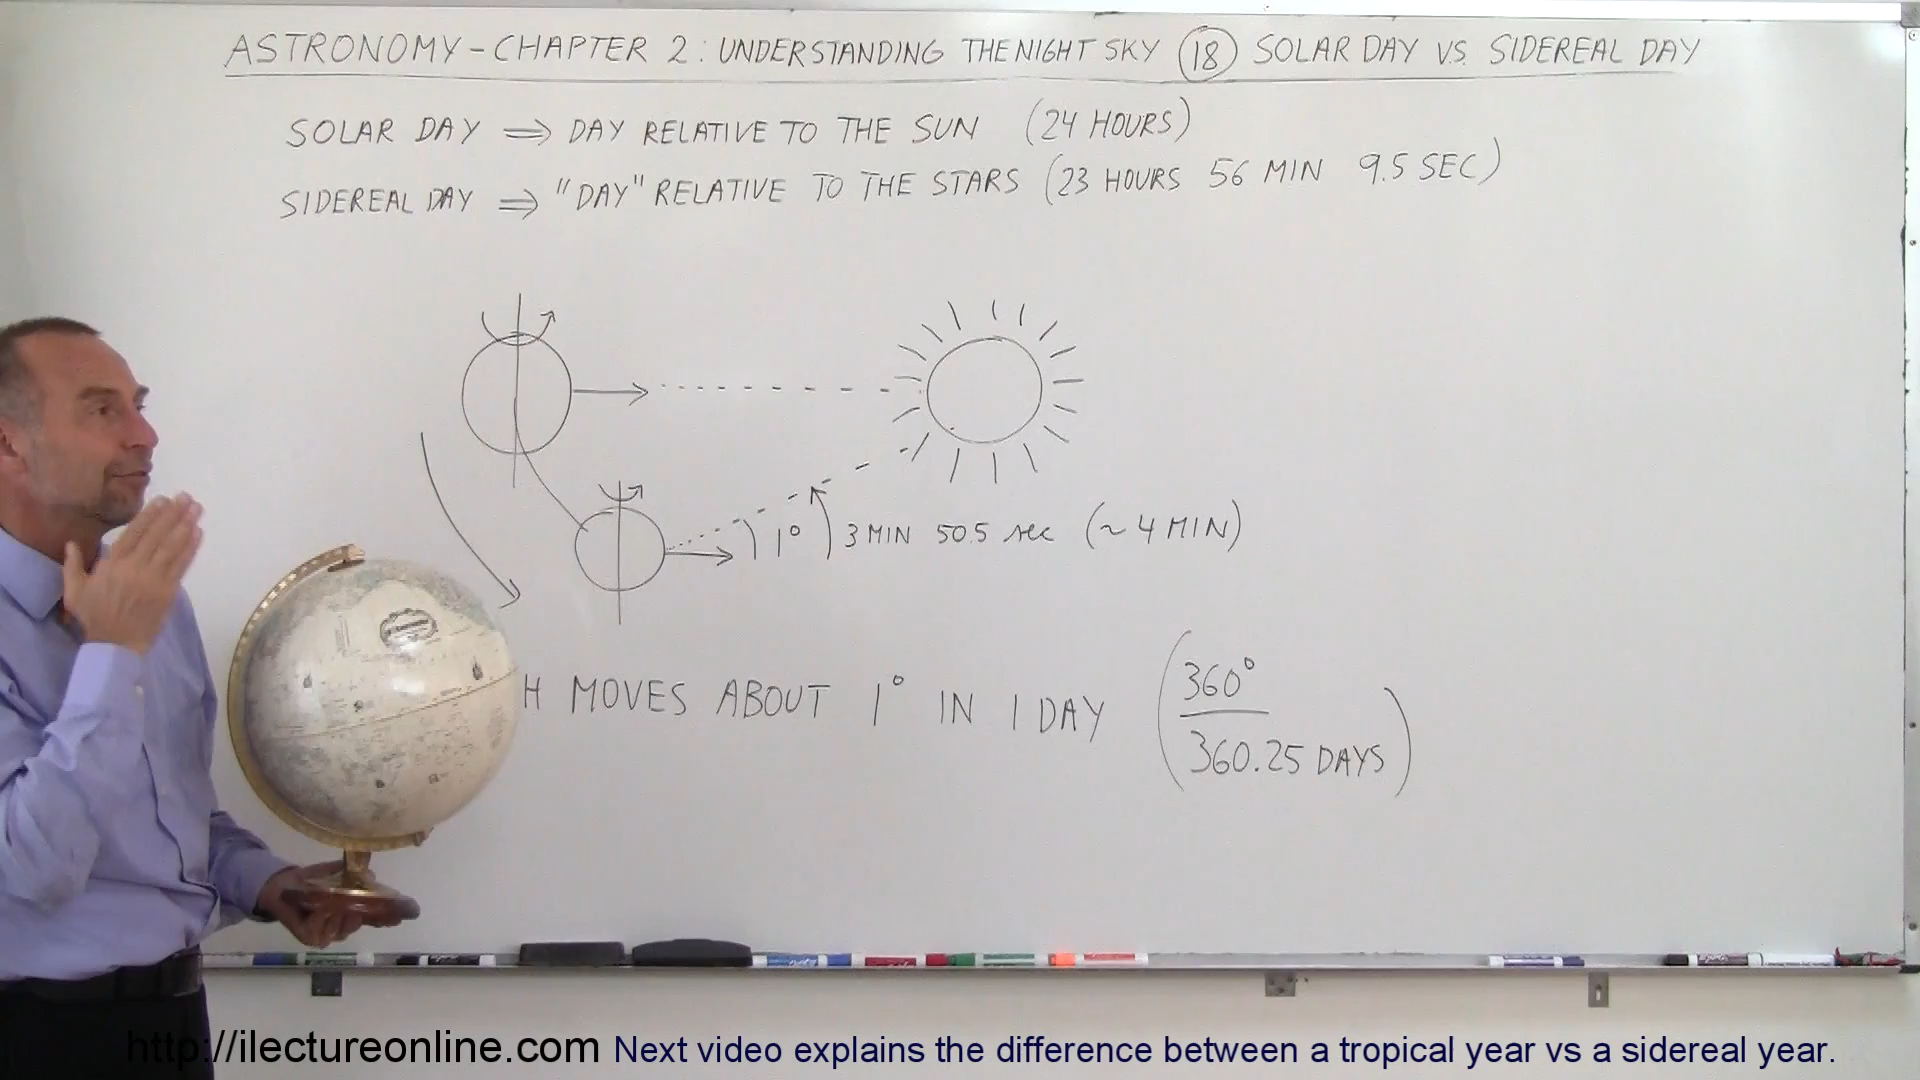 ASTRONOMY - CHAPTER 2: UNDERSTANDING THE NIGHT SKY (18) SOLAR DAY VS. SIDEREAL DAY
SOLAR DAY ⇒ DAY RELATIVE TO THE SUN (24 HOURS)
SIDEREAL DAY ⇒ "DAY" RELATIVE TO THE STARS (23 HOURS 56 MIN 9.5 SEC)
1° 3 MIN 50.5 sec (~4 MIN)
H MOVES ABOUT 1° IN 1 DAY
360°
360.25 DAYS
http://ilectureonline.com Next video explains the difference between a tropical year vs a sidereal year.